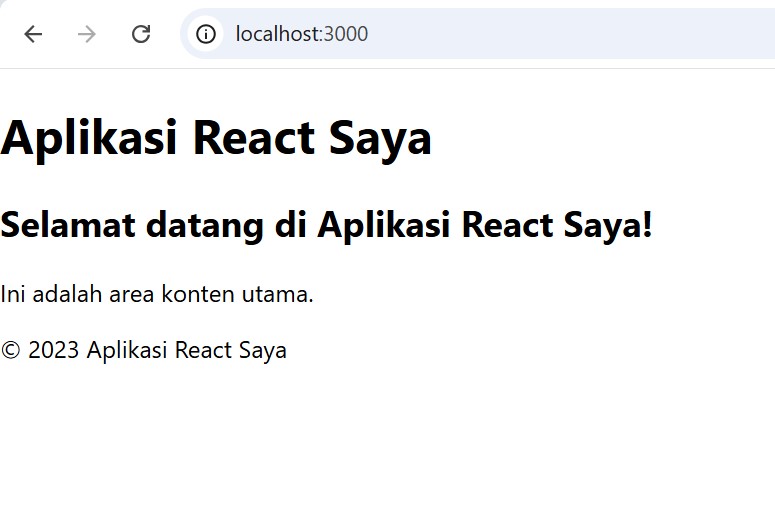 localhost:3000
Aplikasi React Saya
Selamat datang di Aplikasi React Saya!
Ini adalah area konten utama.
© 2023 Aplikasi React Saya